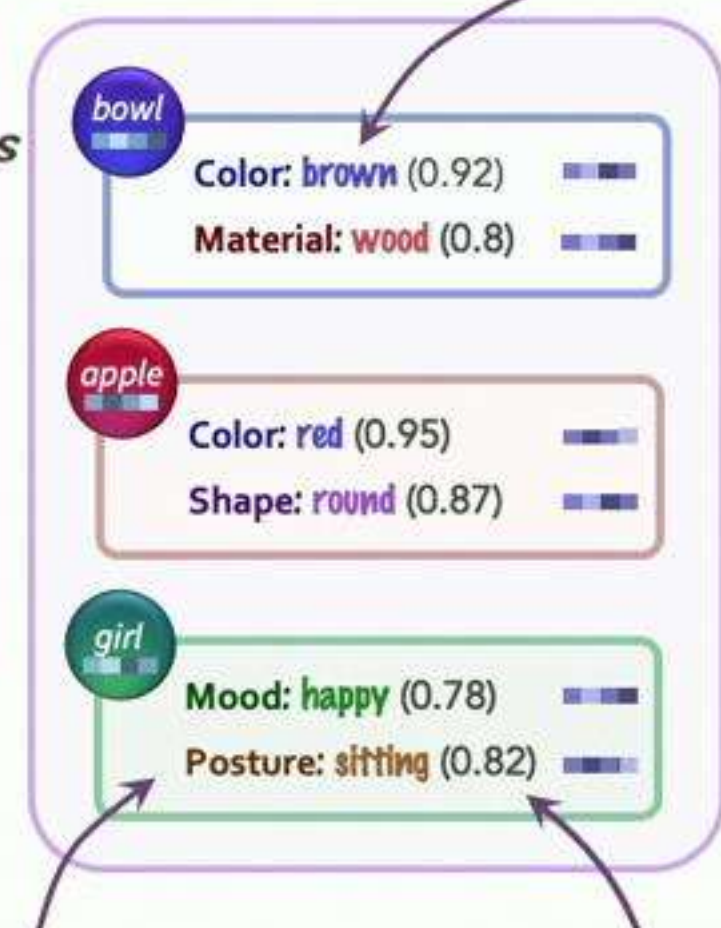 s
bowl
Color: brown (0.92)
Material: wood (0.8)
apple
Color: red (0.95)
Shape: round (0.87)
girl
Mood: happy (0.78)
Posture: sitting (0.82)